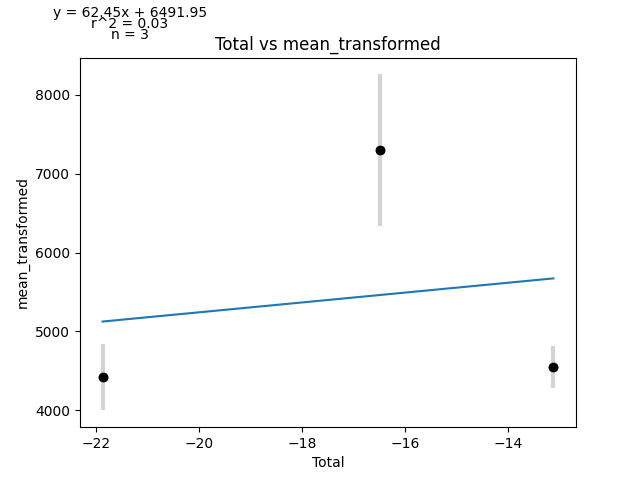 y = 62.45x + 6491.95
r^2 = 0.03
n = 3
Total vs mean_transformed
8000
7000
6000
5000
4000
mean_transformed
−22
−20
−18
−16
−14
Total